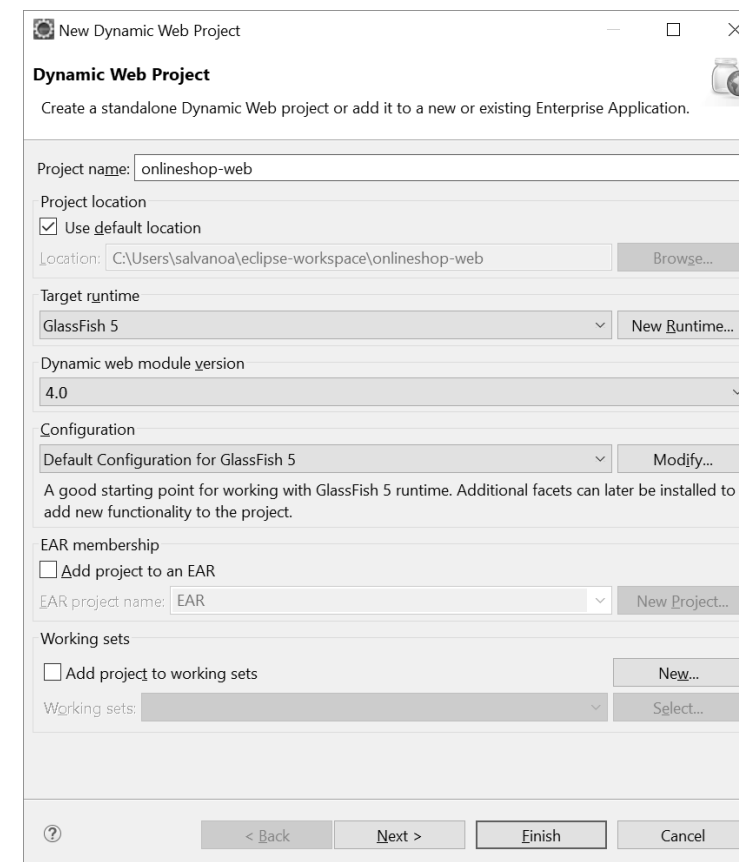 New Dynamic Web Project
Dynamic Web Project
Create a standalone Dynamic Web project or add it to a new or existing Enterprise Application.
Project name: onlineshop-web
Project location
Use default location
Location: C:\Users\salvanoa\eclipse-workspace\onlineshop-web Browse...
Target runtime
GlassFish 5 New Runtime...
Dynamic web module version
4.0
Configuration
Default Configuration for GlassFish 5 Modify...
A good starting point for working with GlassFish 5 runtime. Additional facets can later be installed to
add new functionality to the project.
EAR membership
Add project to an EAR
EAR project name: EAR New Project...
Working sets
Add project to working sets New...
Working sets: Select...
? < Back Next > Finish Cancel